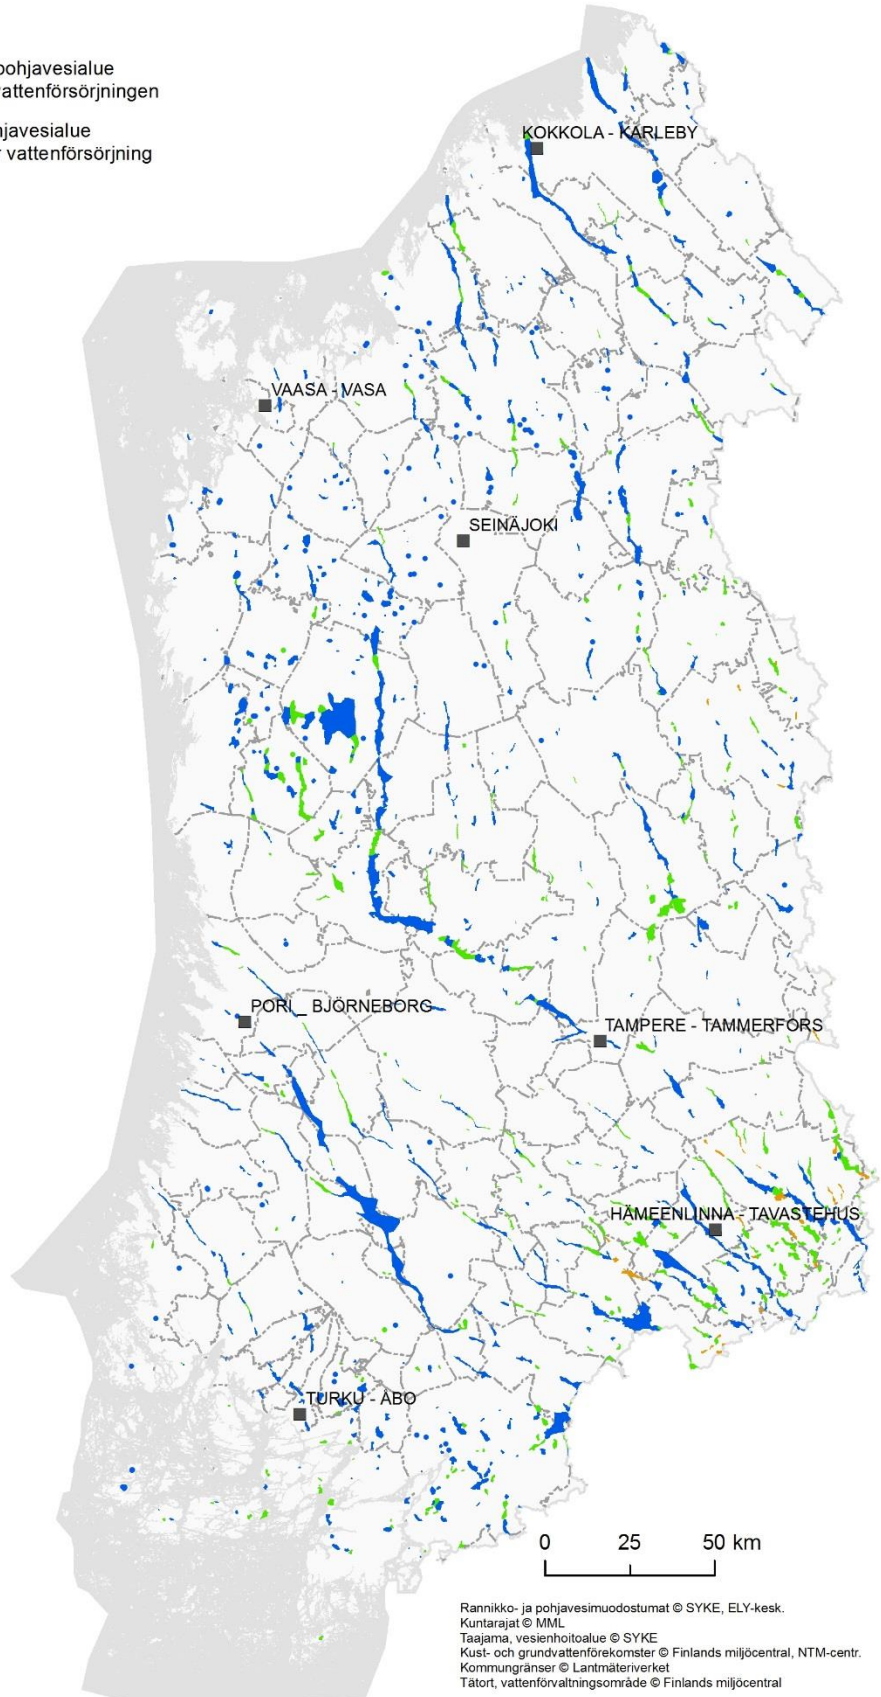 pohjavesialue
vattenförsörjningen
vattenförsörjning
KOKKOLA - KARLEBY
VAASA - VASA
SEINÄJOKI
PORI_ BJÖRNEBORG
TAMPERE - TAMMERFORS
HÄMEENLINNA - TAVASTEHUS
TURKU - ÅBO
0 25 50 km
Rannikko- ja pohjavesimuodostumat © SYKE, ELY-kesk.
Kuntarajat © MML
Taajama, vesienhoitoalue © SYKE
Kust- och grundvattenförekomster © Finlands miljöcentral, NTM-centr.
Kommungränser © Lantmäteriverket
Tätort, vattenförvaltningsområde © Finlands miljöcentral